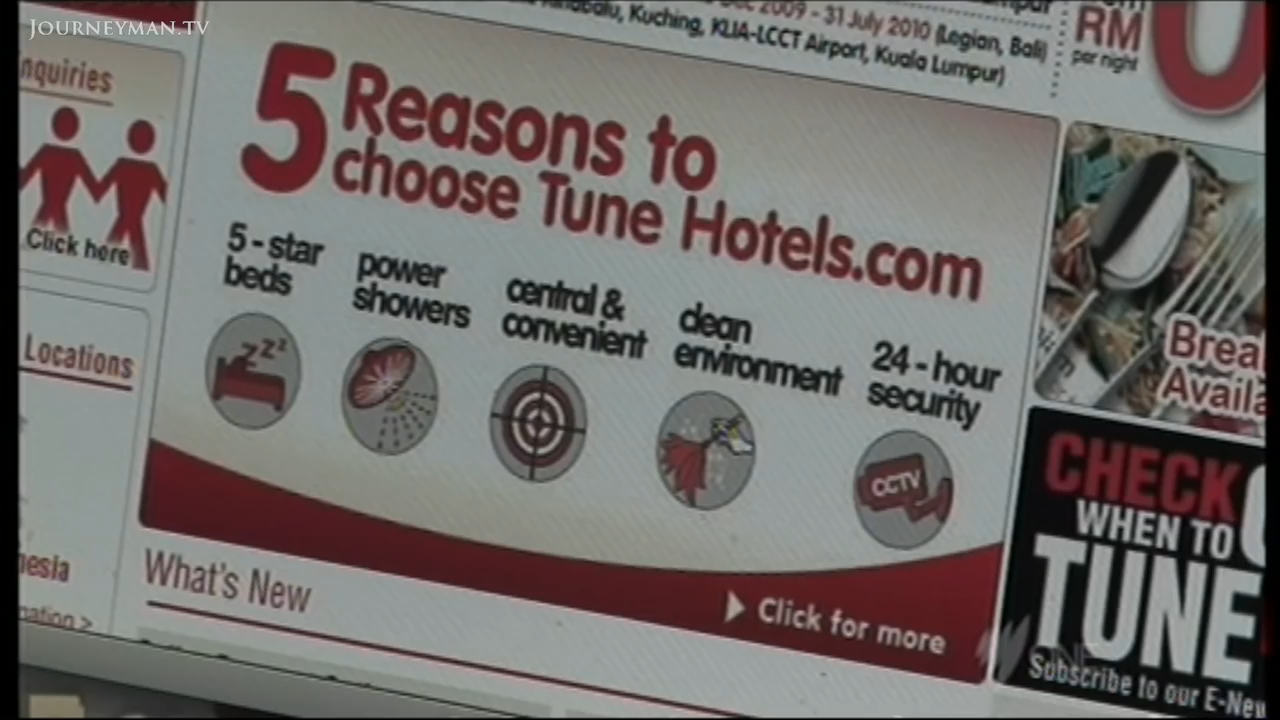 JOURNEYMAN.TV
2009 - 31 July 2010 (Legian, Bali)
Kuching, KLIA-LCCT Airport, Kuala Lumpur)
RM
per night
nquiries
Click here
Locations
5 Reasons to
choose Tune Hotels.com
5-star
beds
power
showers
central &
convenient
clean
environment
24-hour
security
CCTV
Click for more
What's New
Brea
Availa
CHECK
WHEN TO
TUNE
Subscribe to our E-New